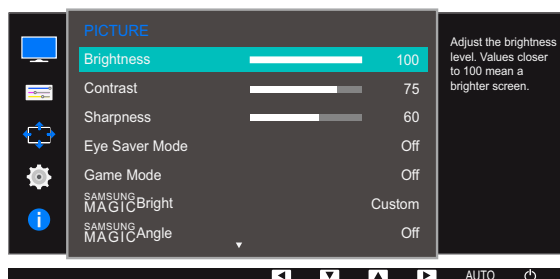 PICTURE
Brightness 100
Contrast 75
Sharpness 60
Eye Saver Mode Off
Game Mode Off
SAMSUNG MAGIC Bright Custom
SAMSUNG MAGIC Angle Off
Adjust the brightness
level. Values closer
to 100 mean a
brighter screen.
AUTO